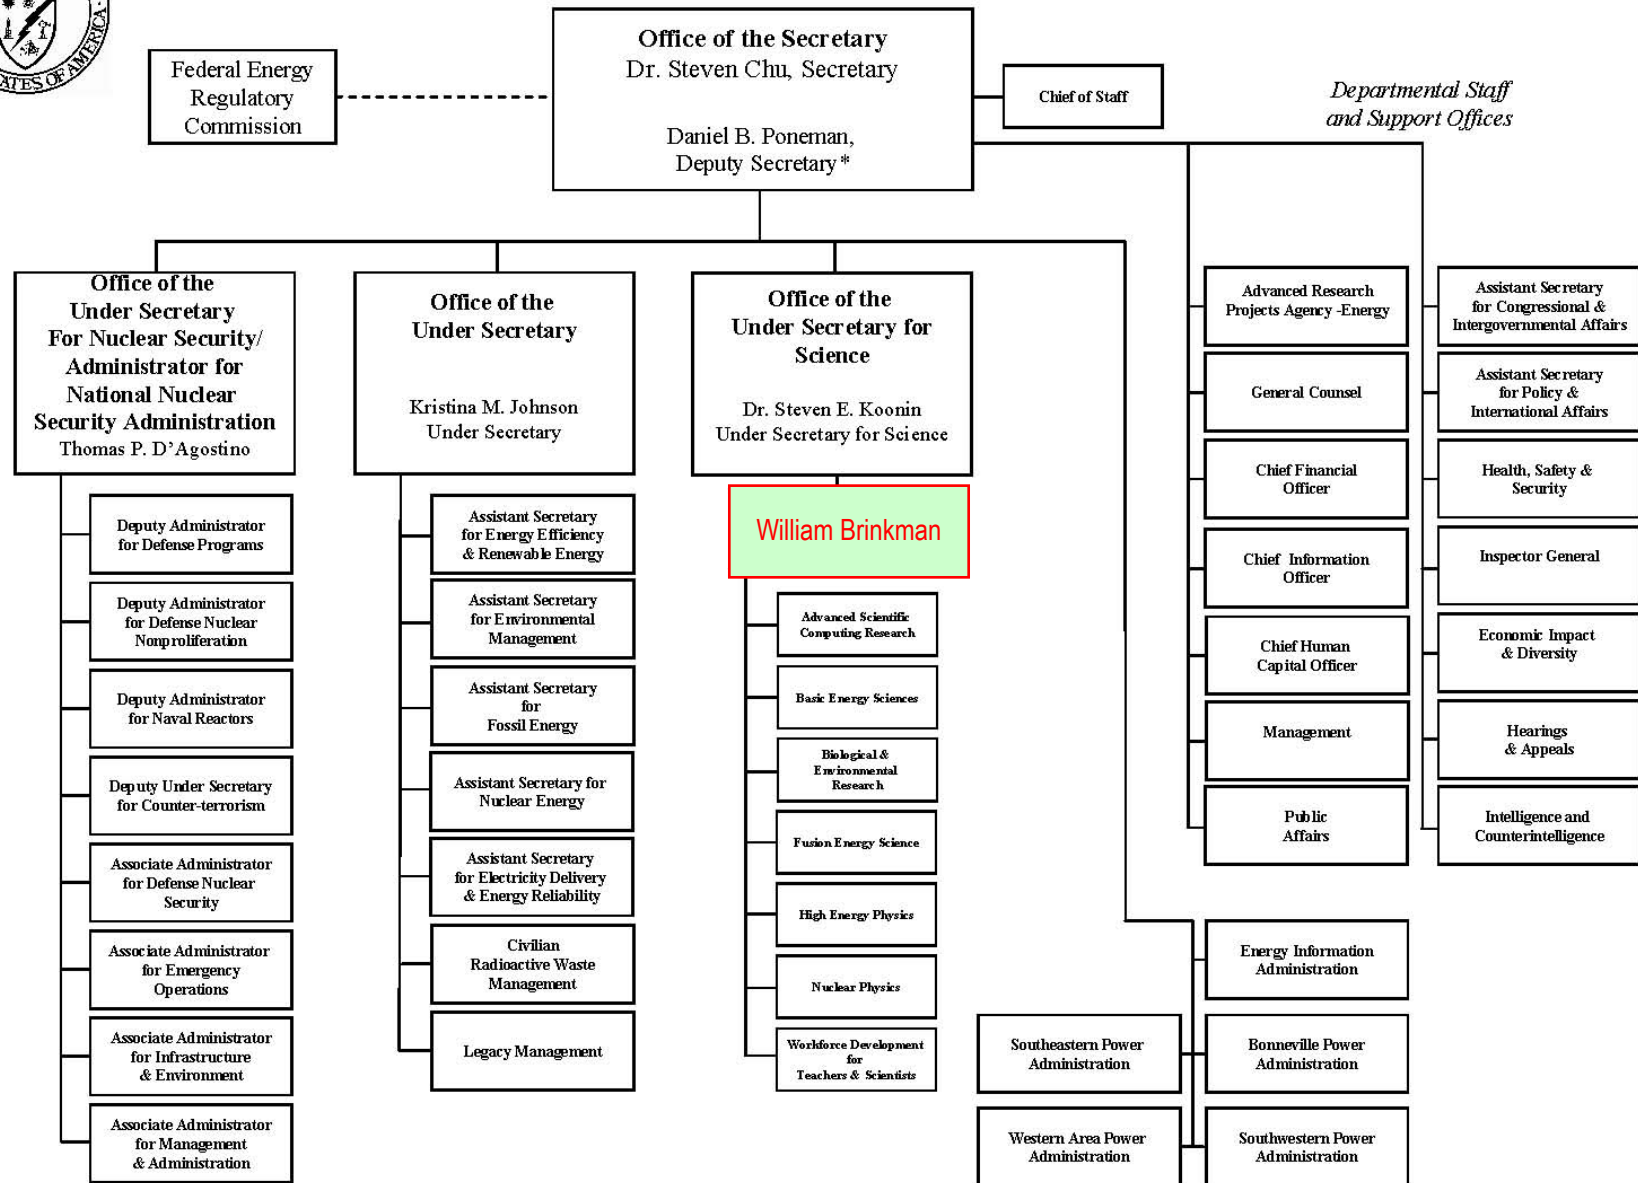 ATES OF AMERICA
Federal Energy
Regulatory
Commission
Office of the Secretary
Dr. Steven Chu, Secretary
Daniel B. Poneman,
Deputy Secretary*
Chief of Staff
Departmental Staff
and Support Offices
Office of the
Under Secretary
For Nuclear Security/
Administrator for
National Nuclear
Security Administration
Thomas P. D'Agostino
Deputy Administrator
for Defense Programs
Deputy Administrator
for Defense Nuclear
Nonproliferation
Deputy Administrator
for Naval Reactors
Deputy Under Secretary
for Counter-terrorism
Associate Administrator
for Defense Nuclear
Security
Associate Administrator
for Emergency
Operations
Associate Administrator
for Infrastructure
& Environment
Associate Administrator
for Management
& Administration
Office of the
Under Secretary
Kristina M. Johnson
Under Secretary
Assistant Secretary
for Energy Efficiency
& Renewable Energy
Assistant Secretary
for Environmental
Management
Assistant Secretary
for
Fossil Energy
Assistant Secretary for
Nuclear Energy
Assistant Secretary
for Electricity Delivery
& Energy Reliability
Civilian
Radioactive Waste
Management
Legacy Management
Office of the
Under Secretary for
Science
Dr. Steven E. Koonin
Under Secretary for Science
William Brinkman
Advanced Scientific
Computing Research
Basic Energy Sciences
Biological &
Environmental
Research
Fusion Energy Science
High Energy Physics
Nuclear Physics
Workforce Development
for
Teachers & Scientists
Advanced Research
Projects Agency -Energy
General Counsel
Chief Financial
Officer
Chief Information
Officer
Chief Human
Capital Officer
Management
Public
Affairs
Assistant Secretary
for Congressional &
Intergovernmental Affairs
Assistant Secretary
for Policy &
International Affairs
Health, Safety &
Security
Inspector General
Economic Impact
& Diversity
Hearings
& Appeals
Intelligence and
Counterintelligence
Energy Information
Administration
Southeastern Power
Administration
Bonneville Power
Administration
Western Area Power
Administration
Southwestern Power
Administration